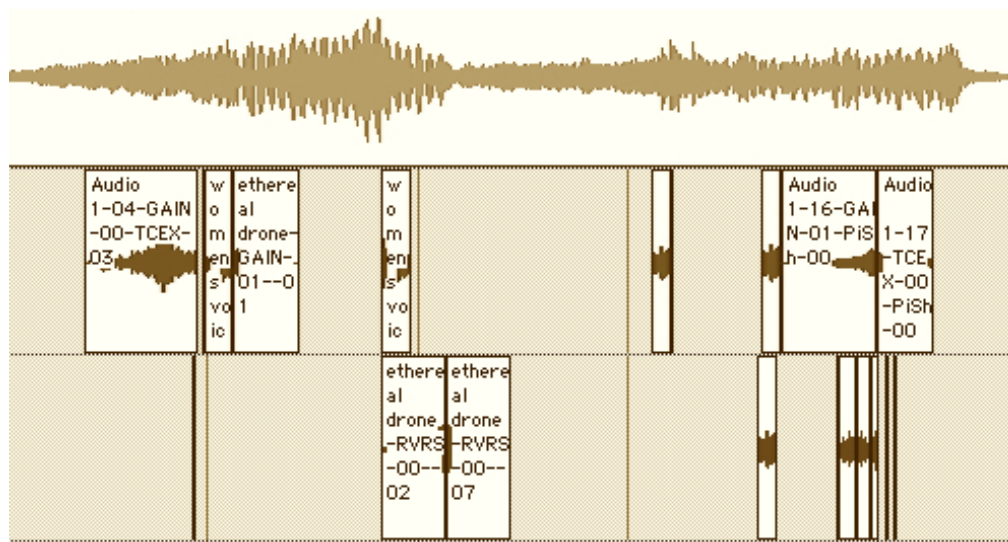 Audio
1-04-GAIN
-00-TCEX-
03
w
o
m
en
s
vo
ic
ethere
al
drone-
GAIN-
01--0
1
w
o
m
en
s
vo
ic
Audio
1-16-GAI
N-01-PiS
h-00
Audio
1-17
-TCE
X-00
-PiSh
-00
ethere
al
drone
-RVRS
-00--
02
ethere
al
drone
-RVRS
-00--
07